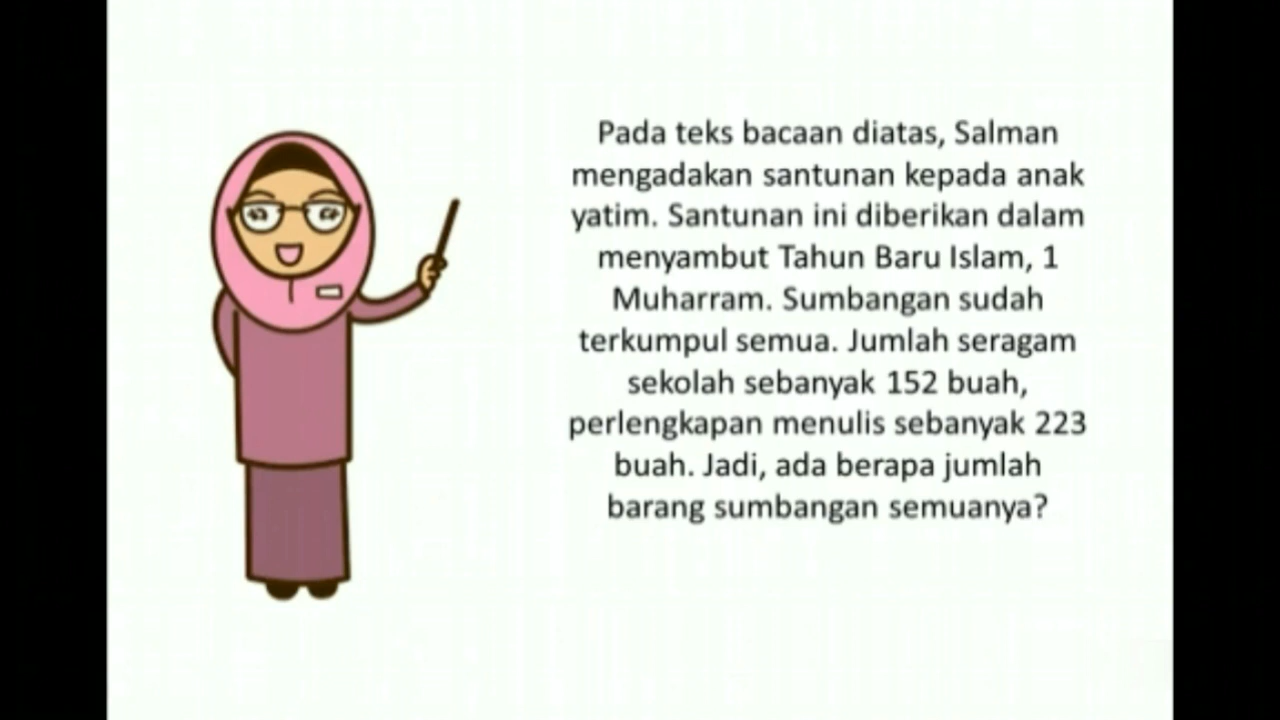 Pada teks bacaan diatas, Salman
mengadakan santunan kepada anak
yatim. Santunan ini diberikan dalam
menyambut Tahun Baru Islam, 1
Muharram. Sumbangan sudah
terkumpul semua. Jumlah seragam
sekolah sebanyak 152 buah,
perlengkapan menulis sebanyak 223
buah. Jadi, ada berapa jumlah
barang sumbangan semuanya?